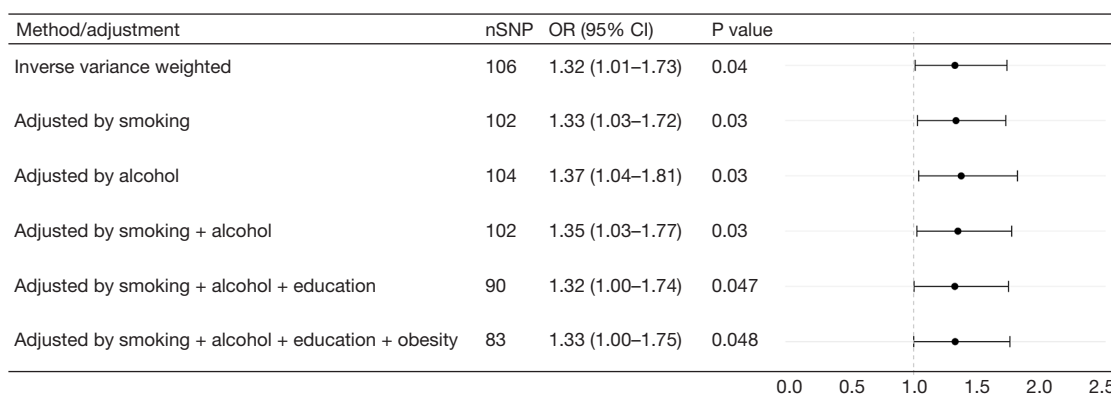 Method/adjustment nSNP OR (95% CI) P value
Inverse variance weighted 106 1.32 (1.01–1.73) 0.04
Adjusted by smoking 102 1.33 (1.03–1.72) 0.03
Adjusted by alcohol 104 1.37 (1.04–1.81) 0.03
Adjusted by smoking + alcohol 102 1.35 (1.03–1.77) 0.03
Adjusted by smoking + alcohol + education 90 1.32 (1.00–1.74) 0.047
Adjusted by smoking + alcohol + education + obesity 83 1.33 (1.00–1.75) 0.048
0.0 0.5 1.0 1.5 2.0 2.5